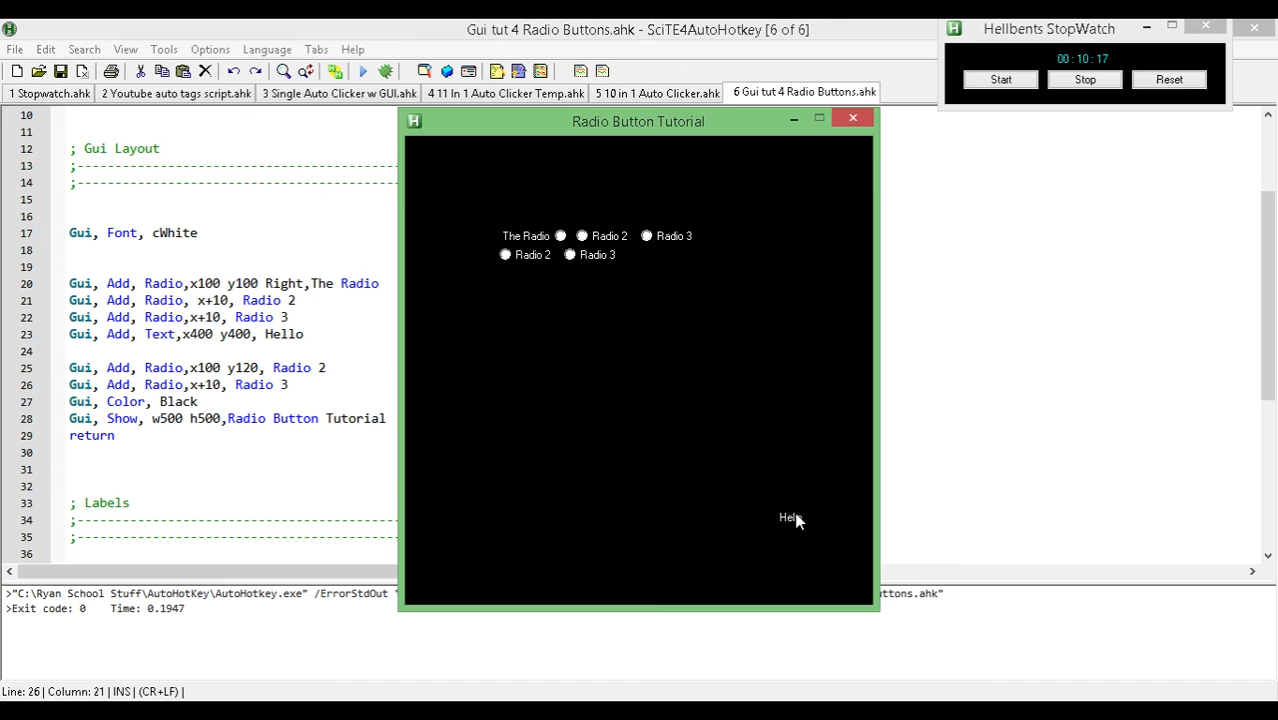 Gui tut 4 Radio Buttons.ahk - SciTE4AutoHotkey [6 of 6]
Hellbents StopWatch
File Edit Search View Tools Options Language Tabs Help
00:10:17
Start Stop Reset
1 Stopwatch.ahk 2 Youtube auto tags script.ahk 3 Single Auto Clicker w GUI.ahk 4 11 In 1 Auto Clicker Temp.ahk 5 10 in 1 Auto Clicker.ahk 6 Gui tut 4 Radio Buttons.ahk
10
11
12 ; Gui Layout
13 ;------------------------------------------
14 ;------------------------------------------
15
16
17 Gui, Font, cWhite
18
19
20 Gui, Add, Radio,x100 y100 Right,The Radio
21 Gui, Add, Radio, x+10, Radio 2
22 Gui, Add, Radio,x+10, Radio 3
23 Gui, Add, Text,x400 y400, Hello
24
25 Gui, Add, Radio,x100 y120, Radio 2
26 Gui, Add, Radio,x+10, Radio 3
27 Gui, Color, Black
28 Gui, Show, w500 h500,Radio Button Tutorial
29 return
30
31
32
33 ; Labels
34 ;------------------------------------------
35 ;------------------------------------------
36
Radio Button Tutorial
The Radio Radio 2 Radio 3
Radio 2 Radio 3
>"C:\Ryan School Stuff\AutoHotKey\AutoHotkey.exe" /ErrorStdOut " uttons.ahk"
>Exit code: 0 Time: 0.1947
Line: 26 | Column: 21 | INS | (CR+LF) |